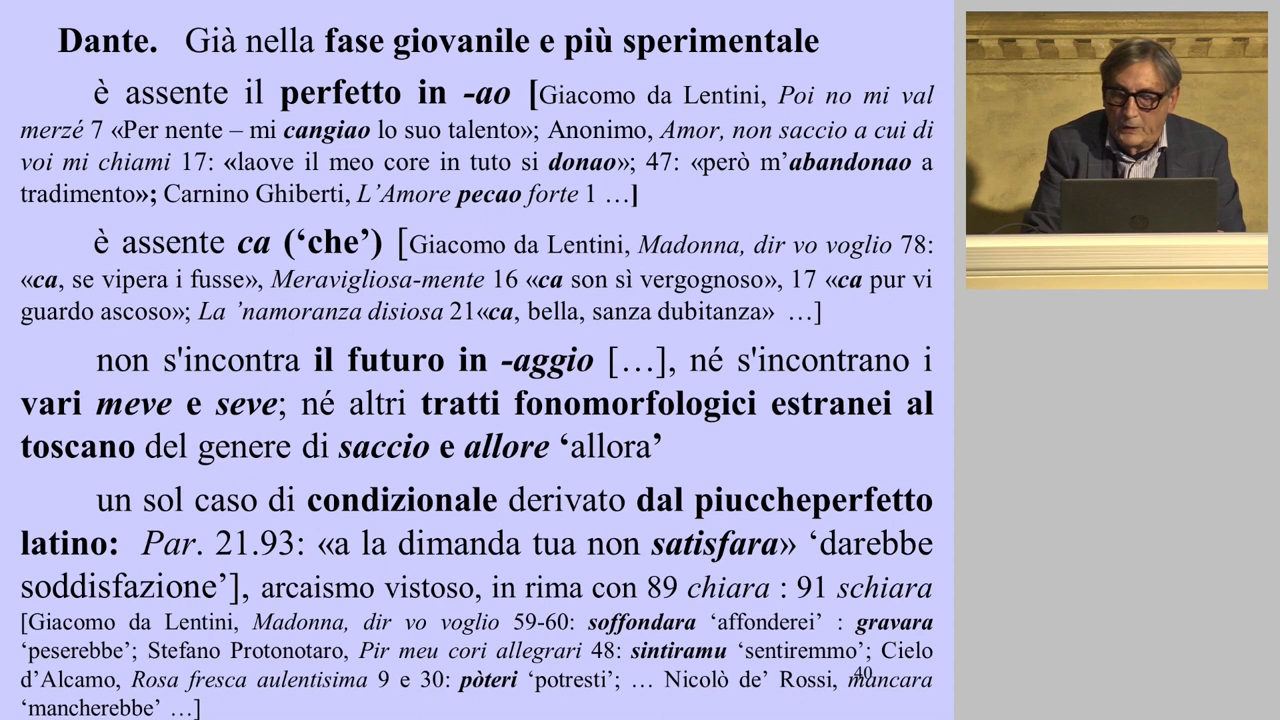 Dante. Già nella fase giovanile e più sperimentale
è assente il perfetto in -ao [Giacomo da Lentini, Poi no mi val
merzé 7 «Per nente – mi cangiao lo suo talento»; Anonimo, Amor, non saccio a cui di
voi mi chiami 17: «laove il meo core in tuto si donao»; 47: «però m’abandonao a
tradimento»; Carnino Ghiberti, L’Amore pecao forte 1 …]
è assente ca (‘che’) [Giacomo da Lentini, Madonna, dir vo voglio 78:
«ca, se vipera i fusse», Meravigliosa-mente 16 «ca son sì vergognoso», 17 «ca pur vi
guardo ascoso»; La ’namoranza disiosa 21«ca, bella, sanza dubitanza» …]
non s'incontra il futuro in -aggio […], né s'incontrano i
vari meve e seve; né altri tratti fonomorfologici estranei al
toscano del genere di saccio e allore ‘allora’
un sol caso di condizionale derivato dal piuccheperfetto
latino: Par. 21.93: «a la dimanda tua non satisfara» ‘darebbe
soddisfazione’], arcaismo vistoso, in rima con 89 chiara : 91 schiara
[Giacomo da Lentini, Madonna, dir vo voglio 59-60: soffondara ‘affonderei’ : gravara
‘peserebbe’; Stefano Protonotaro, Pir meu cori allegrari 48: sintiramu ‘sentiremmo’; Cielo
d’Alcamo, Rosa fresca aulentisima 9 e 30: pòteri ‘potresti’; … Nicolò de’ Rossi, mancara
‘mancherebbe’ …]
40